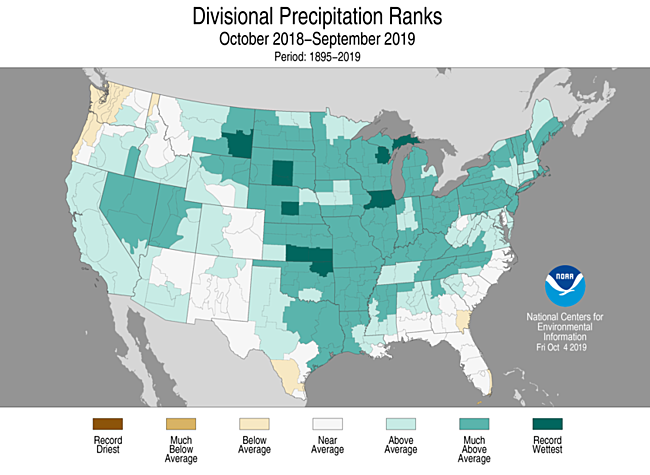 Divisional Precipitation Ranks
October 2018–September 2019
Period: 1895–2019
NOAA
National Centers for
Environmental
Information
Fri Oct 4 2019
Record
Driest
Much
Below
Average
Below
Average
Near
Average
Above
Average
Much
Above
Average
Record
Wettest